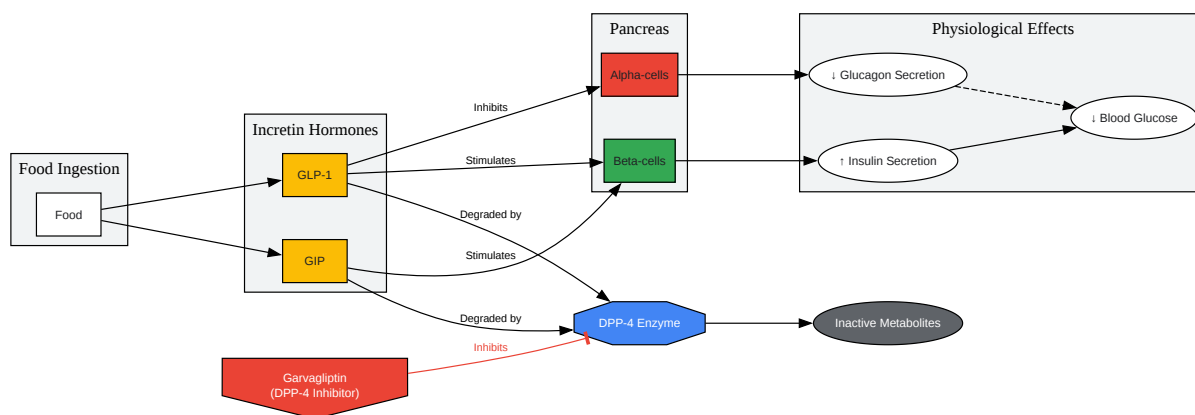 Food Ingestion
Food
Incretin Hormones
GLP-1
GIP
Inhibits
Stimulates
Degraded by
Stimulates
Degraded by
Inhibits
Garvagliptin
(DPP-4 Inhibitor)
Pancreas
Alpha-cells
Beta-cells
DPP-4 Enzyme
Physiological Effects
↓ Glucagon Secretion
↑ Insulin Secretion
↓ Blood Glucose
Inactive Metabolites